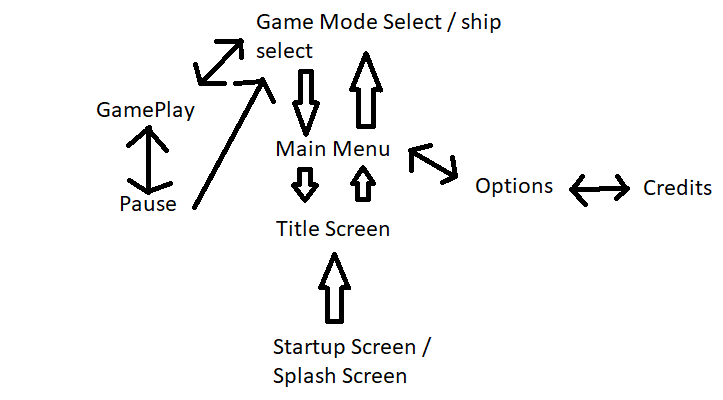 Game Mode Select / ship
select
GamePlay
Main Menu
Pause
Options
Credits
Title Screen
Startup Screen /
Splash Screen